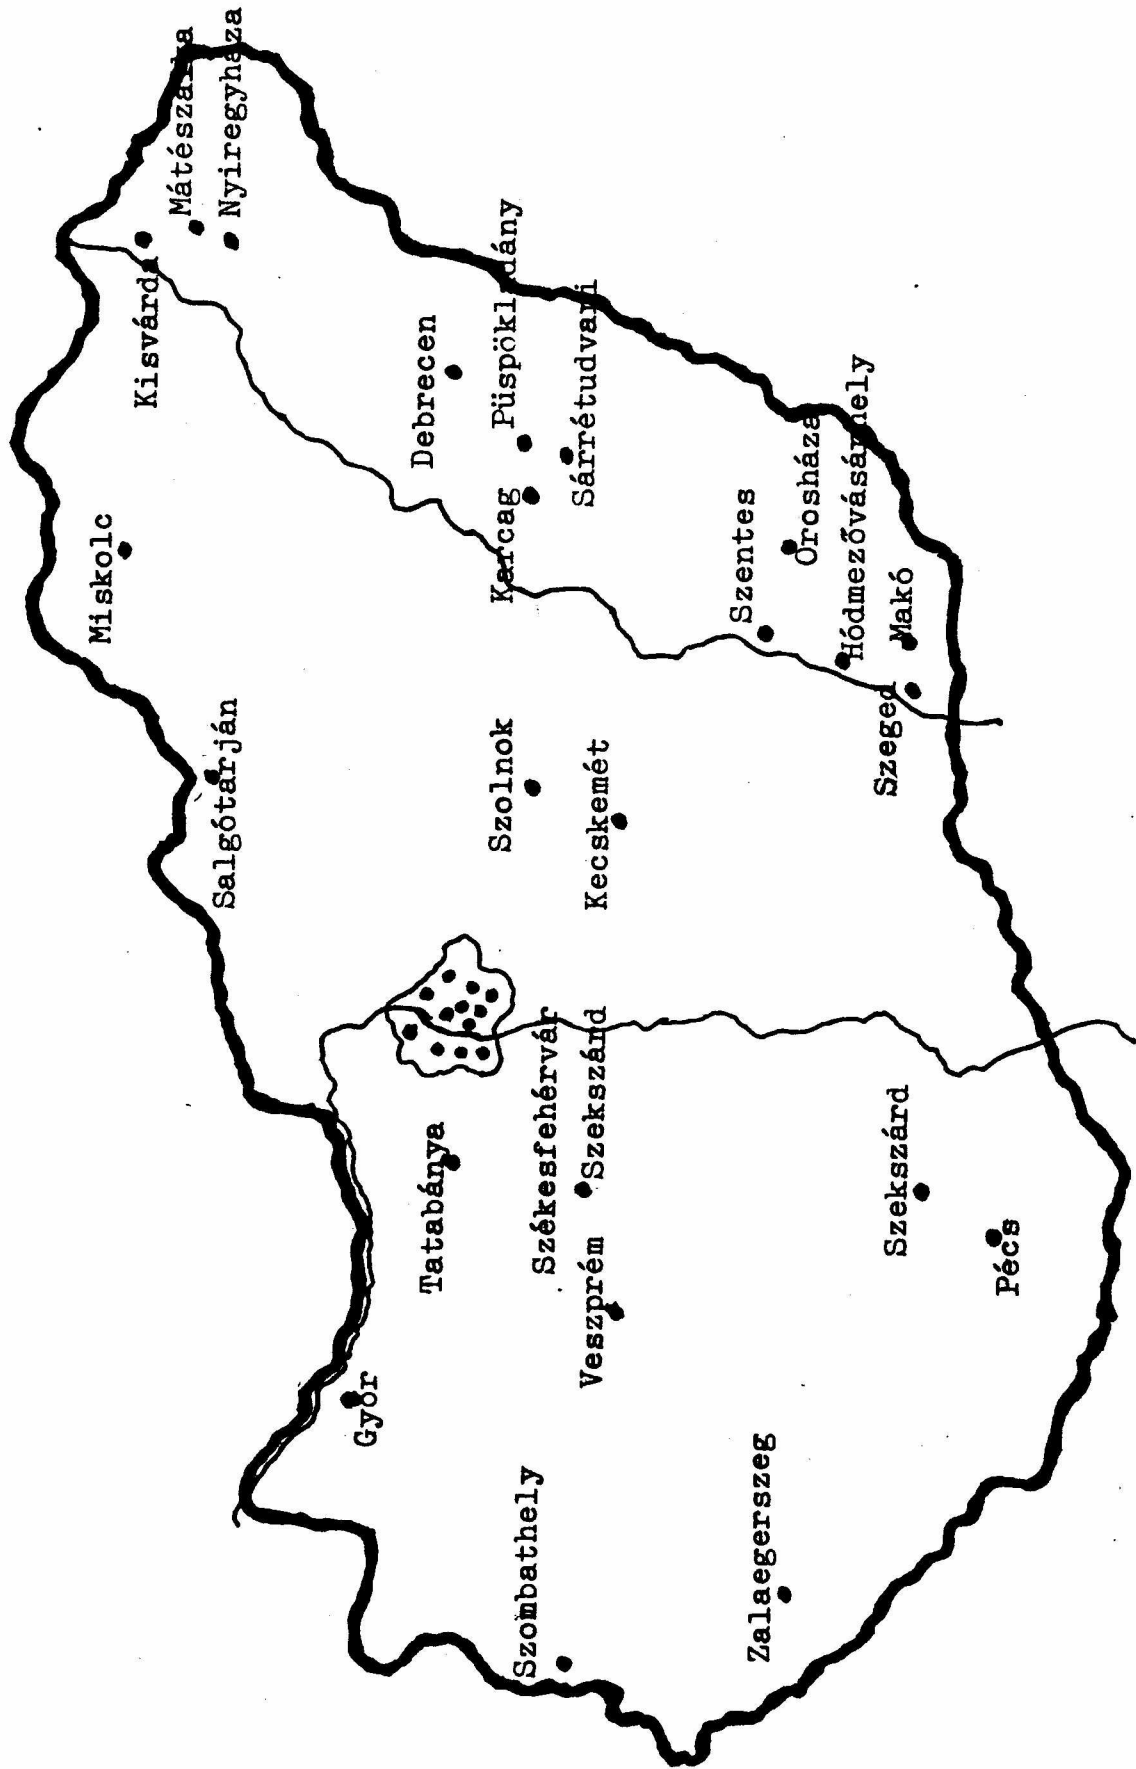 Miskolc
Kisvárda
Mátészalka
Salgótarján
Nyiregyháza
Győr
Debrecen
Tatabánya
Szolnok
Karcag
Püspökladány
Szombathely
Székesfehérvár
Sárrétudvari
Veszprém
Szekszárd
Kecskemét
Szentes
Zalaegerszeg
Orosháza
Hódmezővásárhely
Szeged
Szekszárd
Makó
Pécs